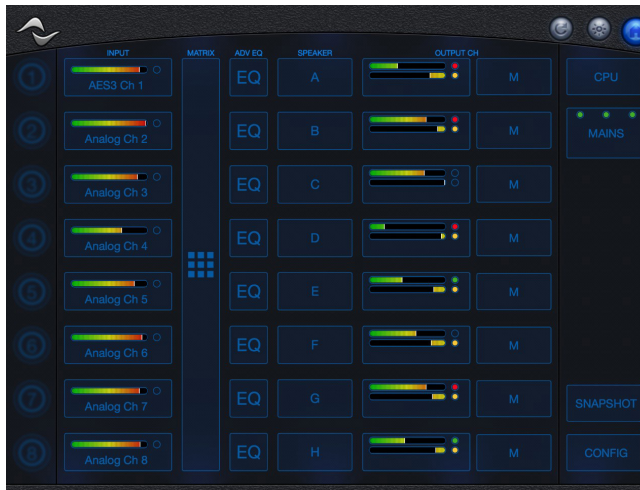 INPUT MATRIX ADV EQ SPEAKER OUTPUT CH
1 AES3 Ch 1 EQ A M CPU
2 Analog Ch 2 EQ B M MAINS
3 Analog Ch 3 EQ C M
4 Analog Ch 4 EQ D M
5 Analog Ch 5 EQ E M
6 Analog Ch 6 EQ F M
7 Analog Ch 7 EQ G M SNAPSHOT
8 Analog Ch 8 EQ H M CONFIG